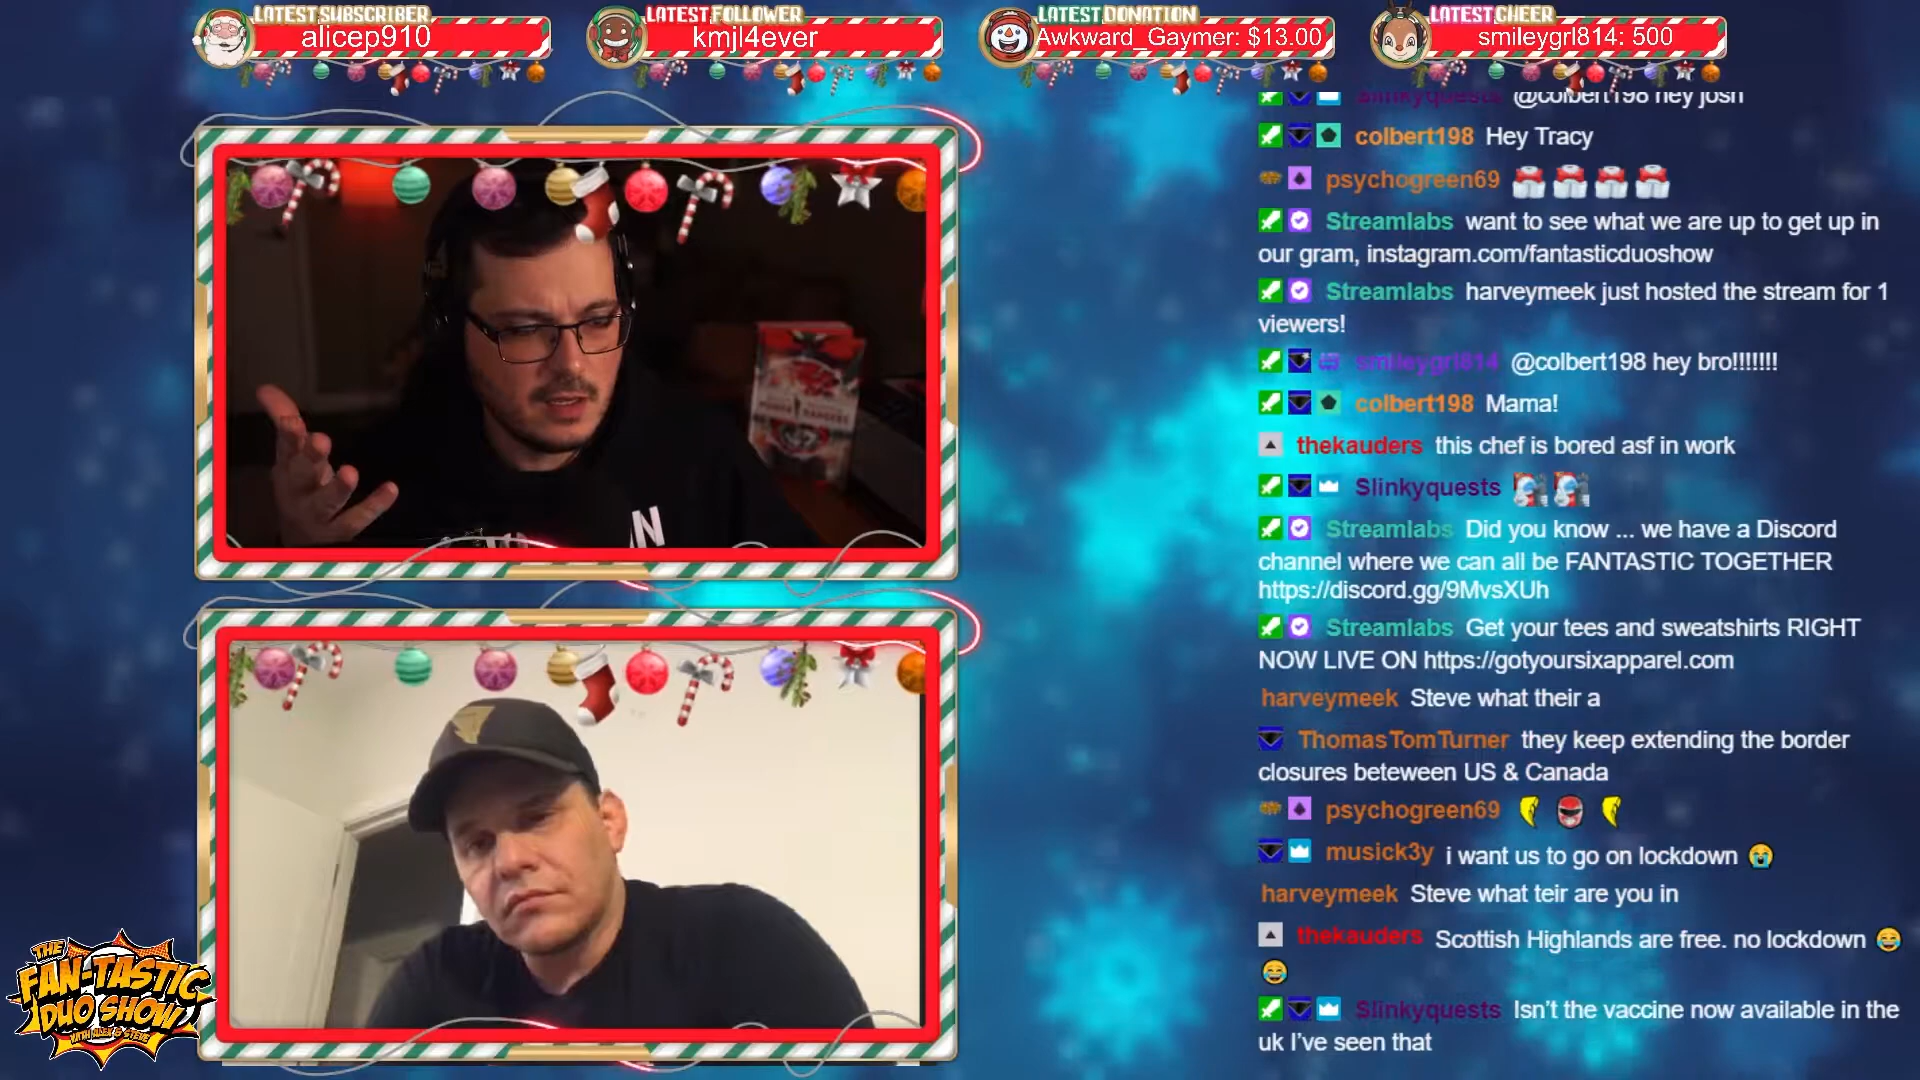 LATEST SUBSCRIBER
alicep910
LATEST FOLLOWER
kmjl4ever
LATEST DONATION
Awkward_Gaymer: $13.00
LATEST CHEER
smileygrl814: 500
Slinkyquests @colbert198 hey josh
colbert198 Hey Tracy
psychogreen69
Streamlabs want to see what we are up to get up in
our gram, instagram.com/fantasticduoshow
Streamlabs harveymeek just hosted the stream for 1
viewers!
smileygrl814 @colbert198 hey bro!!!!!!!
colbert198 Mama!
thekauders this chef is bored asf in work
Slinkyquests
Streamlabs Did you know ... we have a Discord
channel where we can all be FANTASTIC TOGETHER
https://discord.gg/9MvsXUh
Streamlabs Get your tees and sweatshirts RIGHT
NOW LIVE ON https://gotyoursixapparel.com
harveymeek Steve what their a
ThomasTomTurner they keep extending the border
closures beteween US & Canada
psychogreen69
musick3y i want us to go on lockdown 😭
harveymeek Steve what teir are you in
thekauders Scottish Highlands are free. no lockdown 😂
😂
Slinkyquests Isn't the vaccine now available in the
uk I've seen that
POWER RANGERS
N
THE
FAN-TASTIC
DUO SHOW
WITH ALEX & STEVE